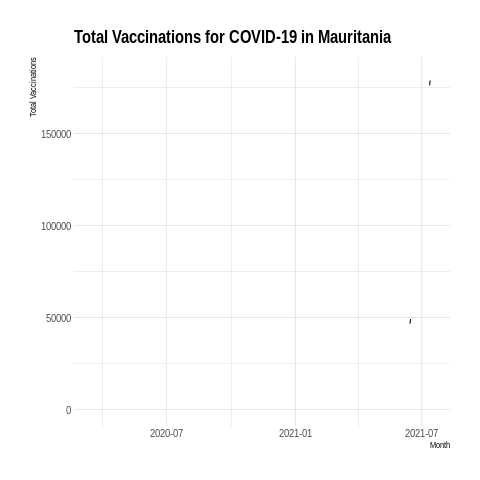 Total Vaccinations for COVID-19 in Mauritania
Total Vaccinations
150000
100000
50000
0
2020-07
2021-01
2021-07
Month